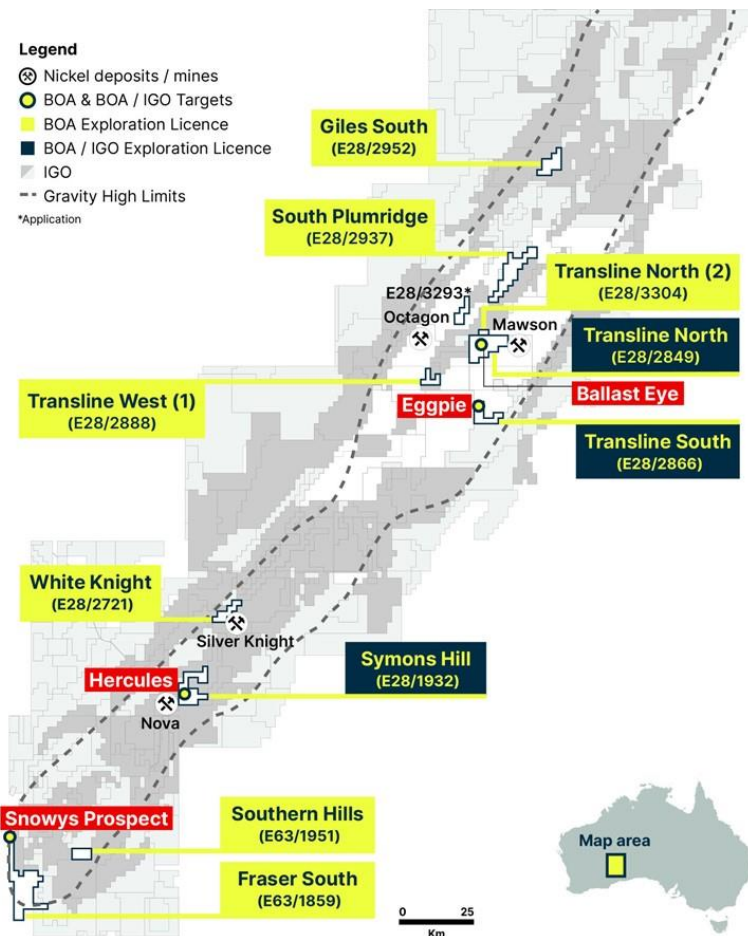 Legend
Nickel deposits / mines
BOA & BOA / IGO Targets
BOA Exploration Licence
BOA / IGO Exploration Licence
IGO
Gravity High Limits
*Application
Giles South
(E28/2952)
South Plumridge
(E28/2937)
Transline North (2)
(E28/3304)
E28/3293*
Octagon
Mawson
Transline North
(E28/2849)
Ballast Eye
Transline West (1)
(E28/2888)
Eggpie
Transline South
(E28/2866)
White Knight
(E28/2721)
Silver Knight
Symons Hill
(E28/1932)
Hercules
Nova
Snowys Prospect
Southern Hills
(E63/1951)
Fraser South
(E63/1859)
Map area
0 25
Km